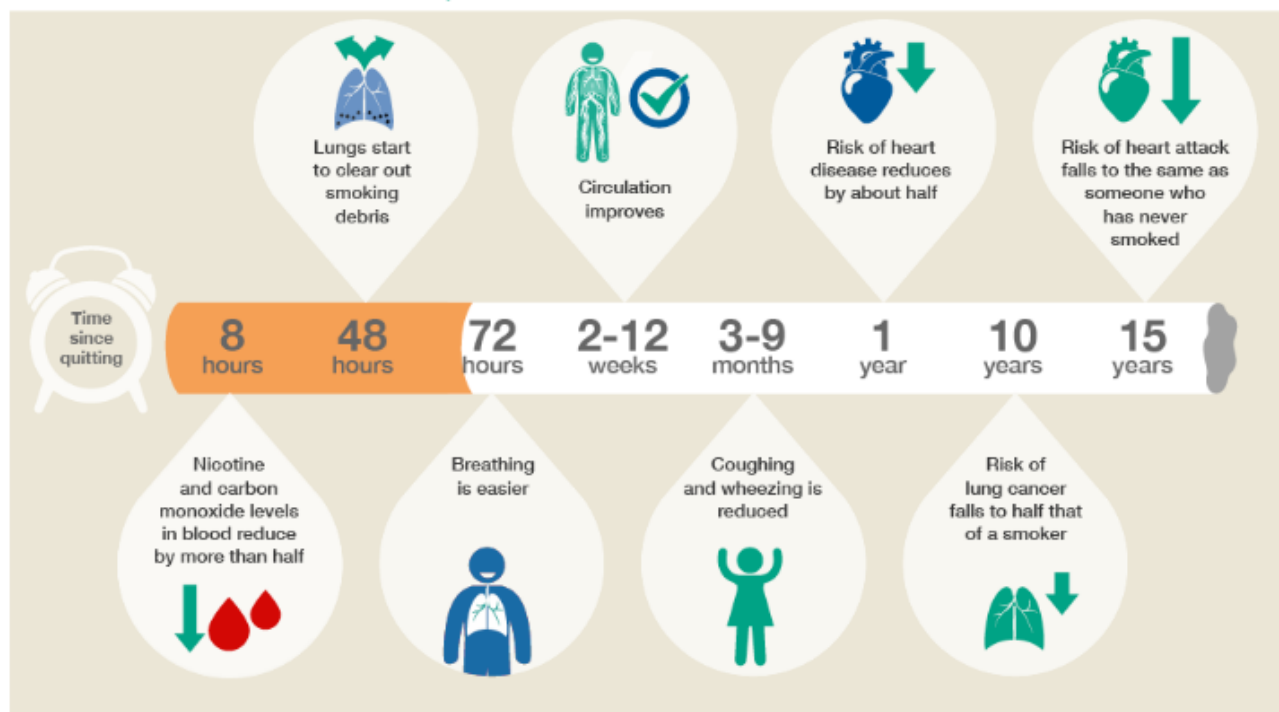 Lungs start
to clear out
smoking
debris
Circulation
improves
Risk of heart
disease reduces
by about half
Risk of heart attack
falls to the same as
someone who
has never
smoked
Time
since
quitting
8
hours
48
hours
72
hours
2-12
weeks
3-9
months
1
year
10
years
15
years
Nicotine
and carbon
monoxide levels
in blood reduce
by more than half
Breathing
is easier
Coughing
and wheezing is
reduced
Risk of
lung cancer
falls to half that
of a smoker